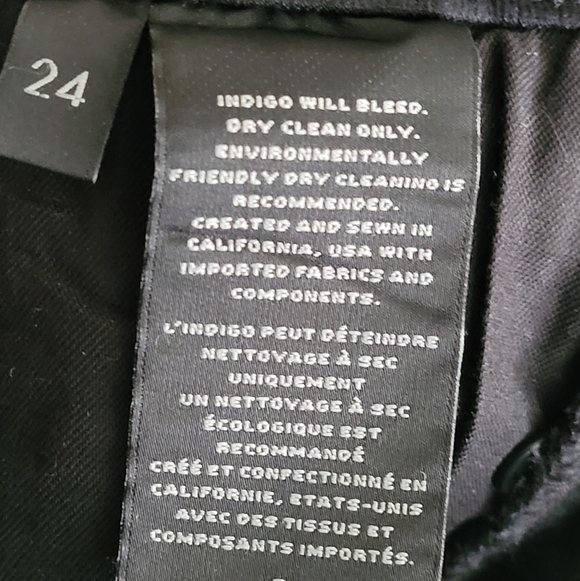 24
INDIGO WILL BLEED.
DRY CLEAN ONLY.
ENVIRONMENTALLY
FRIENDLY DRY CLEANING IS
RECOMMENDED.
CREATED AND SEWN IN
CALIFORNIA, USA WITH
IMPORTED FABRICS AND
COMPONENTS.
L'INDIGO PEUT DÉTEINDRE
NETTOYAGE À SEC
UNIQUEMENT
UN NETTOYAGE À SEC
ÉCOLOGIQUE EST
RECOMMANDÉ
CRÉÉ ET CONFECTIONNÉ EN
CALIFORNIE, ETATS-UNIS
AVEC DES TISSUS ET
COMPOSANTS IMPORTÉS.